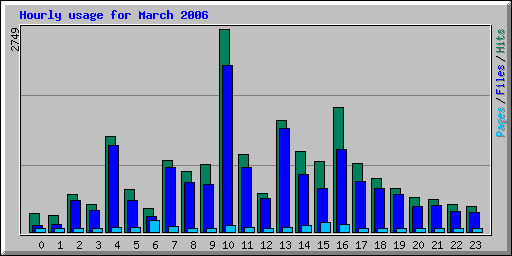 Hourly usage for March 2006
2749
Pages / Files / Hits
0 1 2 3 4 5 6 7 8 9 10 11 12 13 14 15 16 17 18 19 20 21 22 23